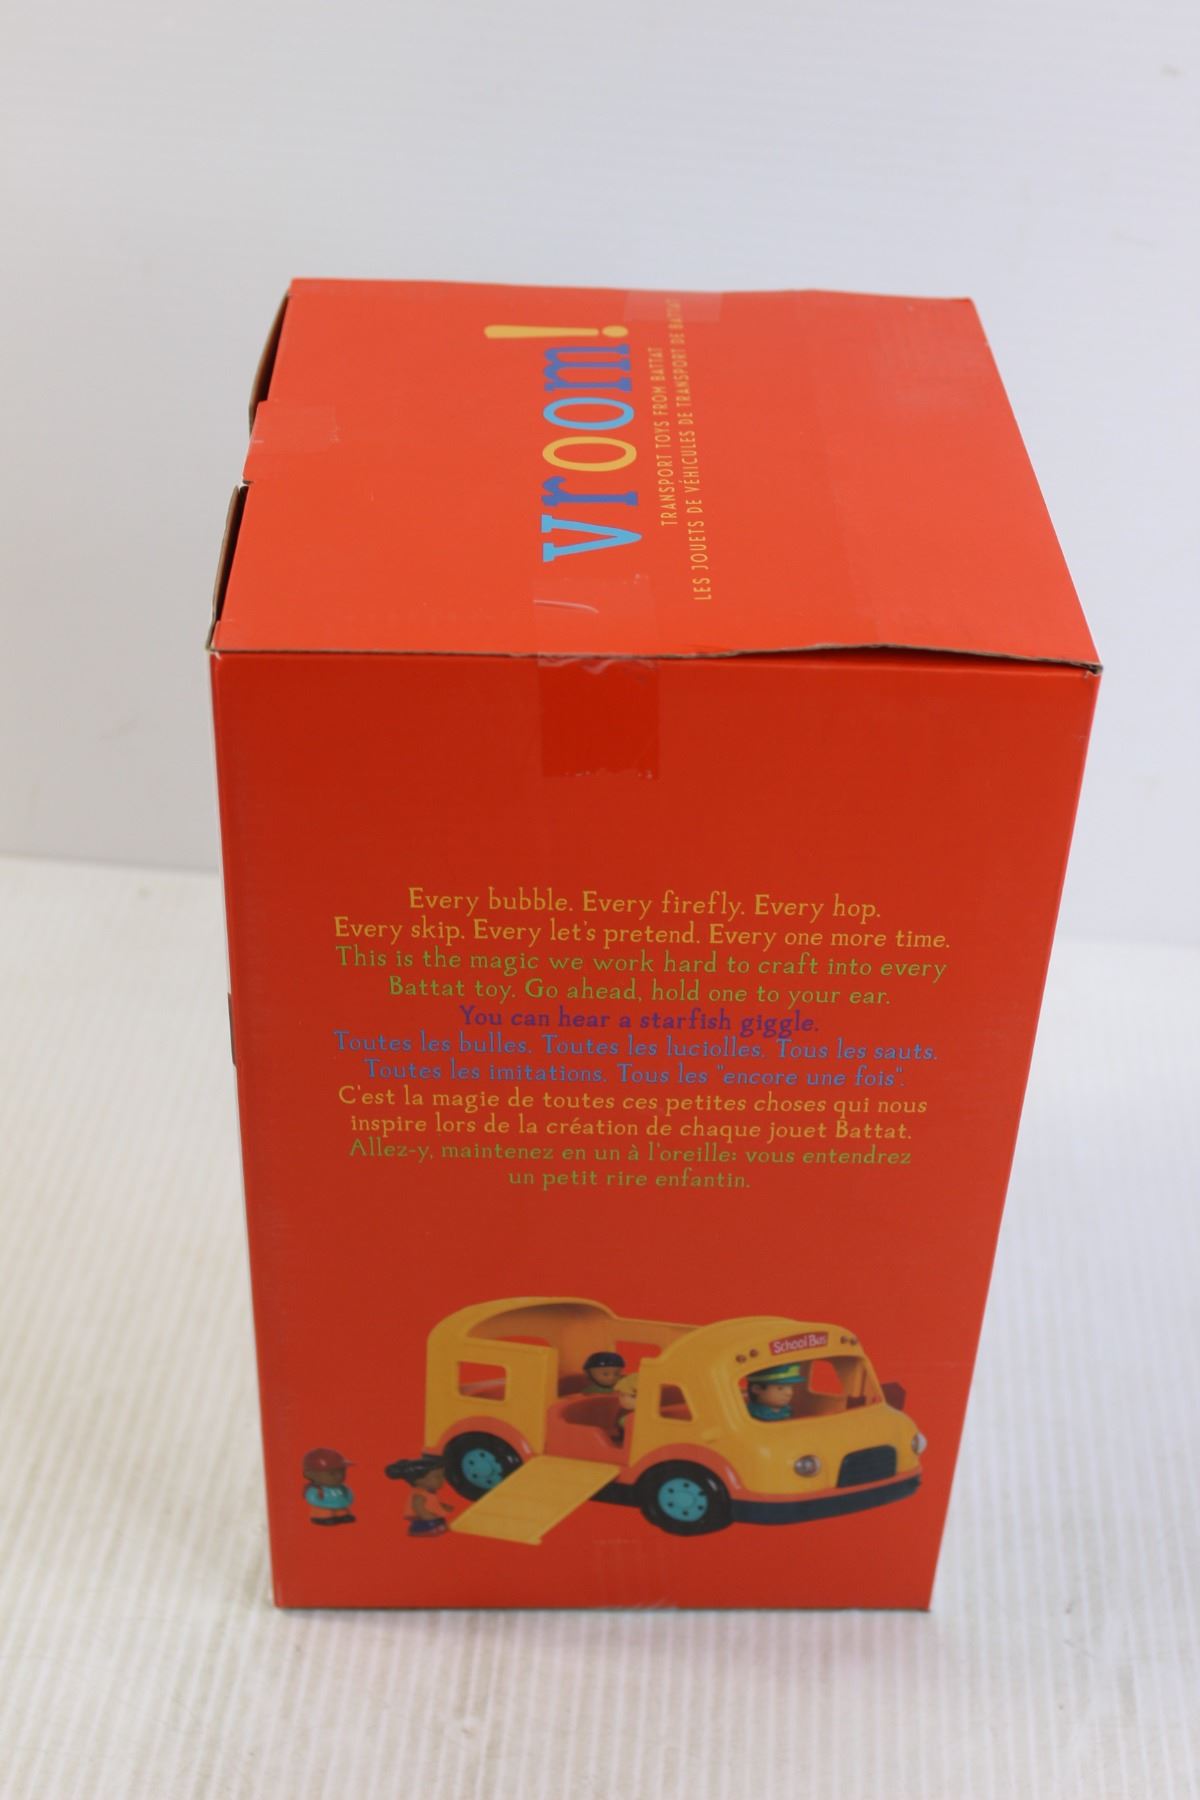 vroom!
TRANSPORT TOYS FROM BATTAT
LES JOUETS DE VÉHICULES DE TRANSPORT DE BATTAT
Every bubble. Every firefly. Every hop.
Every skip. Every let's pretend. Every one more time.
This is the magic we work hard to craft into every
Battat toy. Go ahead, hold one to your ear.
You can hear a starfish giggle.
Toutes les bulles. Toutes les lucioles. Tous les sauts.
Toutes les imitations. Tous les "encore une fois".
C'est la magie de toutes ces petites choses qui nous
inspire lors de la création de chaque jouet Battat.
Allez-y, maintenez en un à l'oreille: vous entendrez
un petit rire enfantin.
School Bus